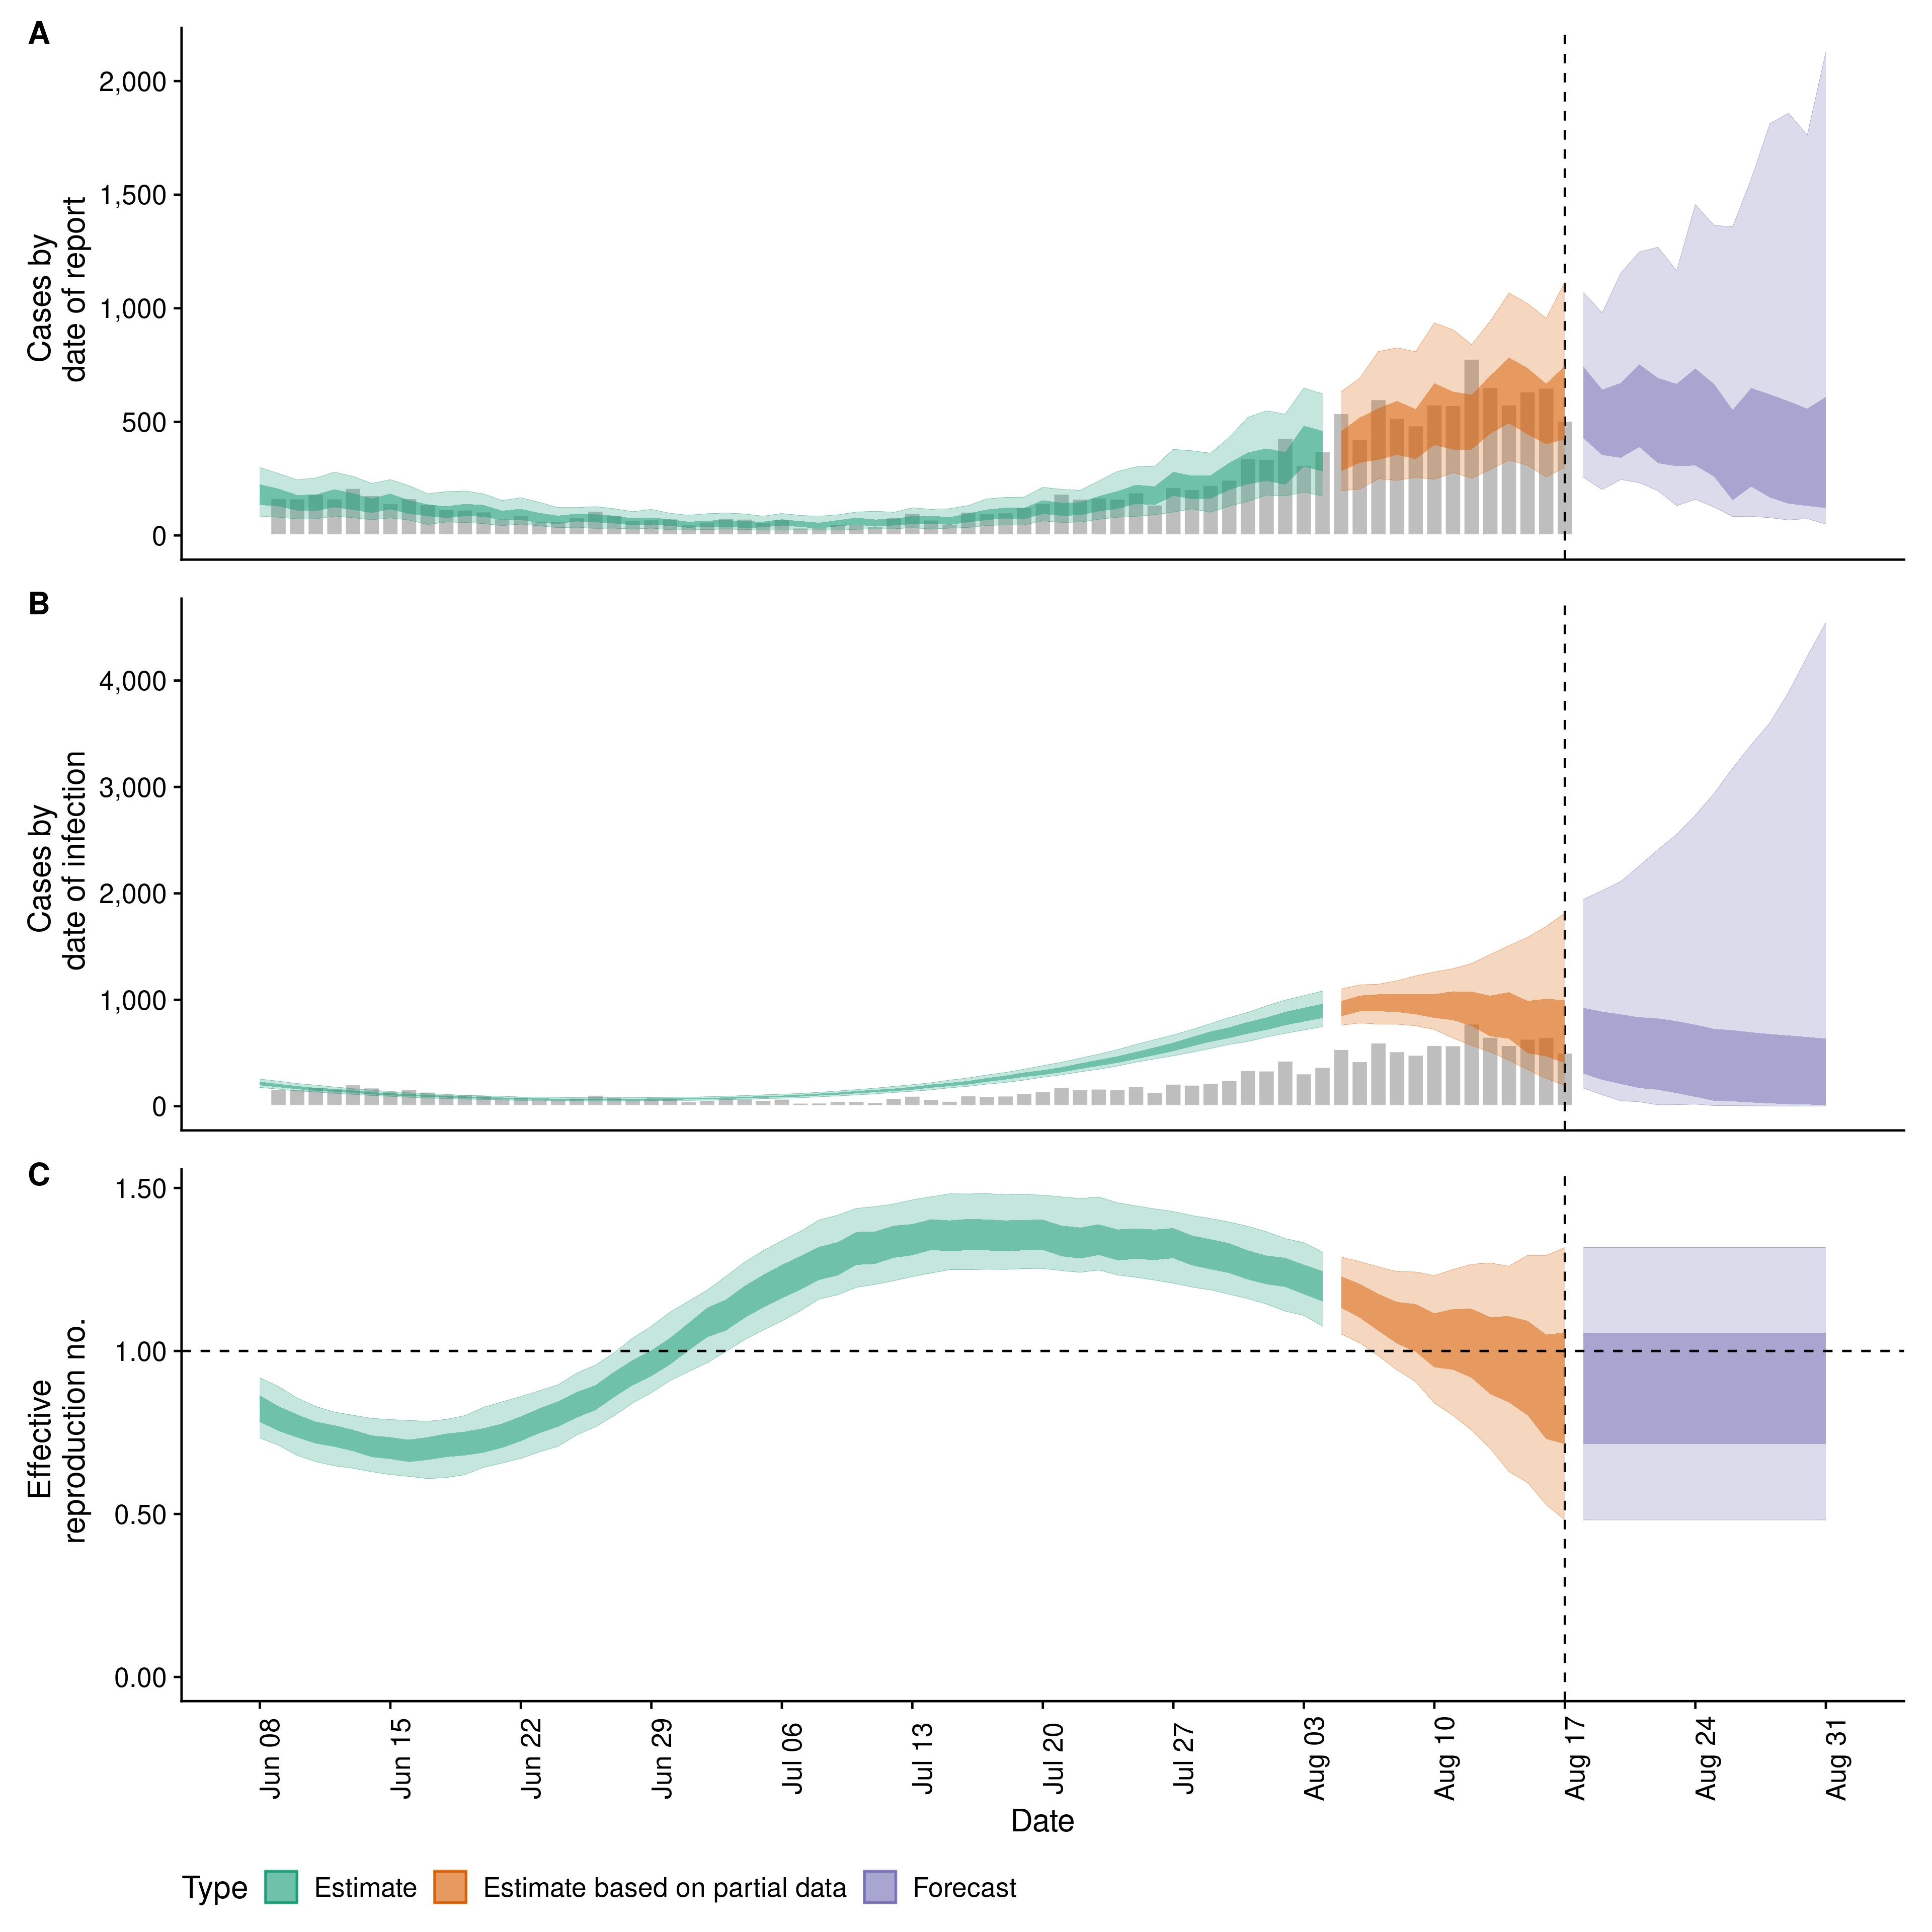 A
Cases by
date of report
2,000
1,500
1,000
500
0
B
Cases by
date of infection
4,000
3,000
2,000
1,000
0
C
Effective
reproduction no.
1.50
1.00
0.50
0.00
Jun 08
Jun 15
Jun 22
Jun 29
Jul 06
Jul 13
Jul 20
Jul 27
Aug 03
Aug 10
Aug 17
Aug 24
Aug 31
Date
Type
Estimate
Estimate based on partial data
Forecast